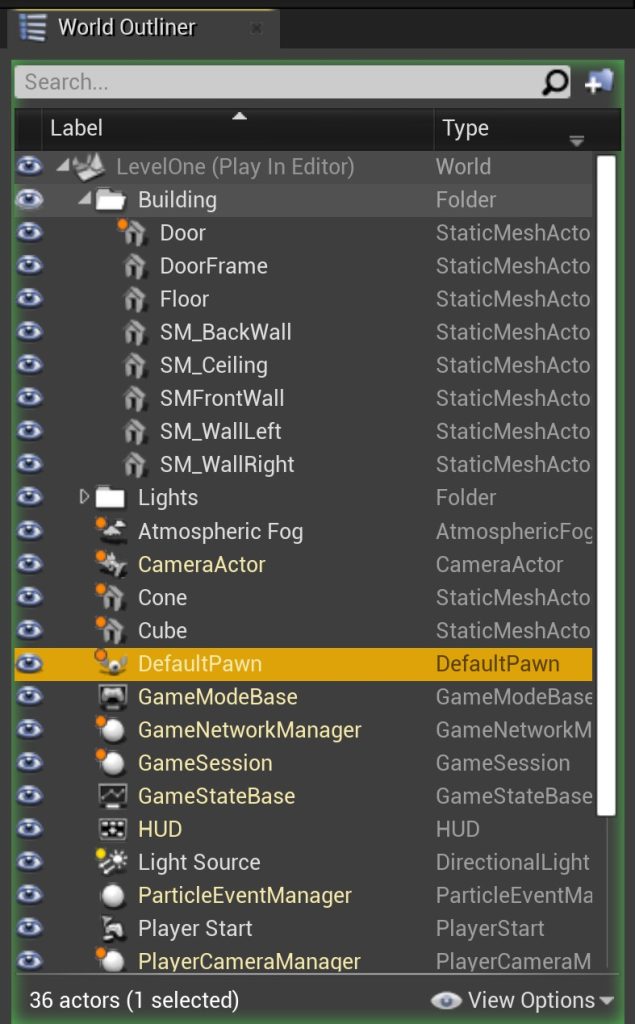 World Outliner
Search...
Label Type
LevelOne (Play In Editor) World
Building Folder
Door StaticMeshActo
DoorFrame StaticMeshActo
Floor StaticMeshActo
SM_BackWall StaticMeshActo
SM_Ceiling StaticMeshActo
SMFrontWall StaticMeshActo
SM_WallLeft StaticMeshActo
SM_WallRight StaticMeshActo
Lights Folder
Atmospheric Fog AtmosphericFog
CameraActor CameraActor
Cone StaticMeshActo
Cube StaticMeshActo
DefaultPawn DefaultPawn
GameModeBase GameModeBase
GameNetworkManager GameNetworkM
GameSession GameSession
GameStateBase GameStateBase
HUD HUD
Light Source DirectionalLight
ParticleEventManager ParticleEventMa
Player Start PlayerStart
PlayerCameraManager PlayerCameraM
36 actors (1 selected) View Options